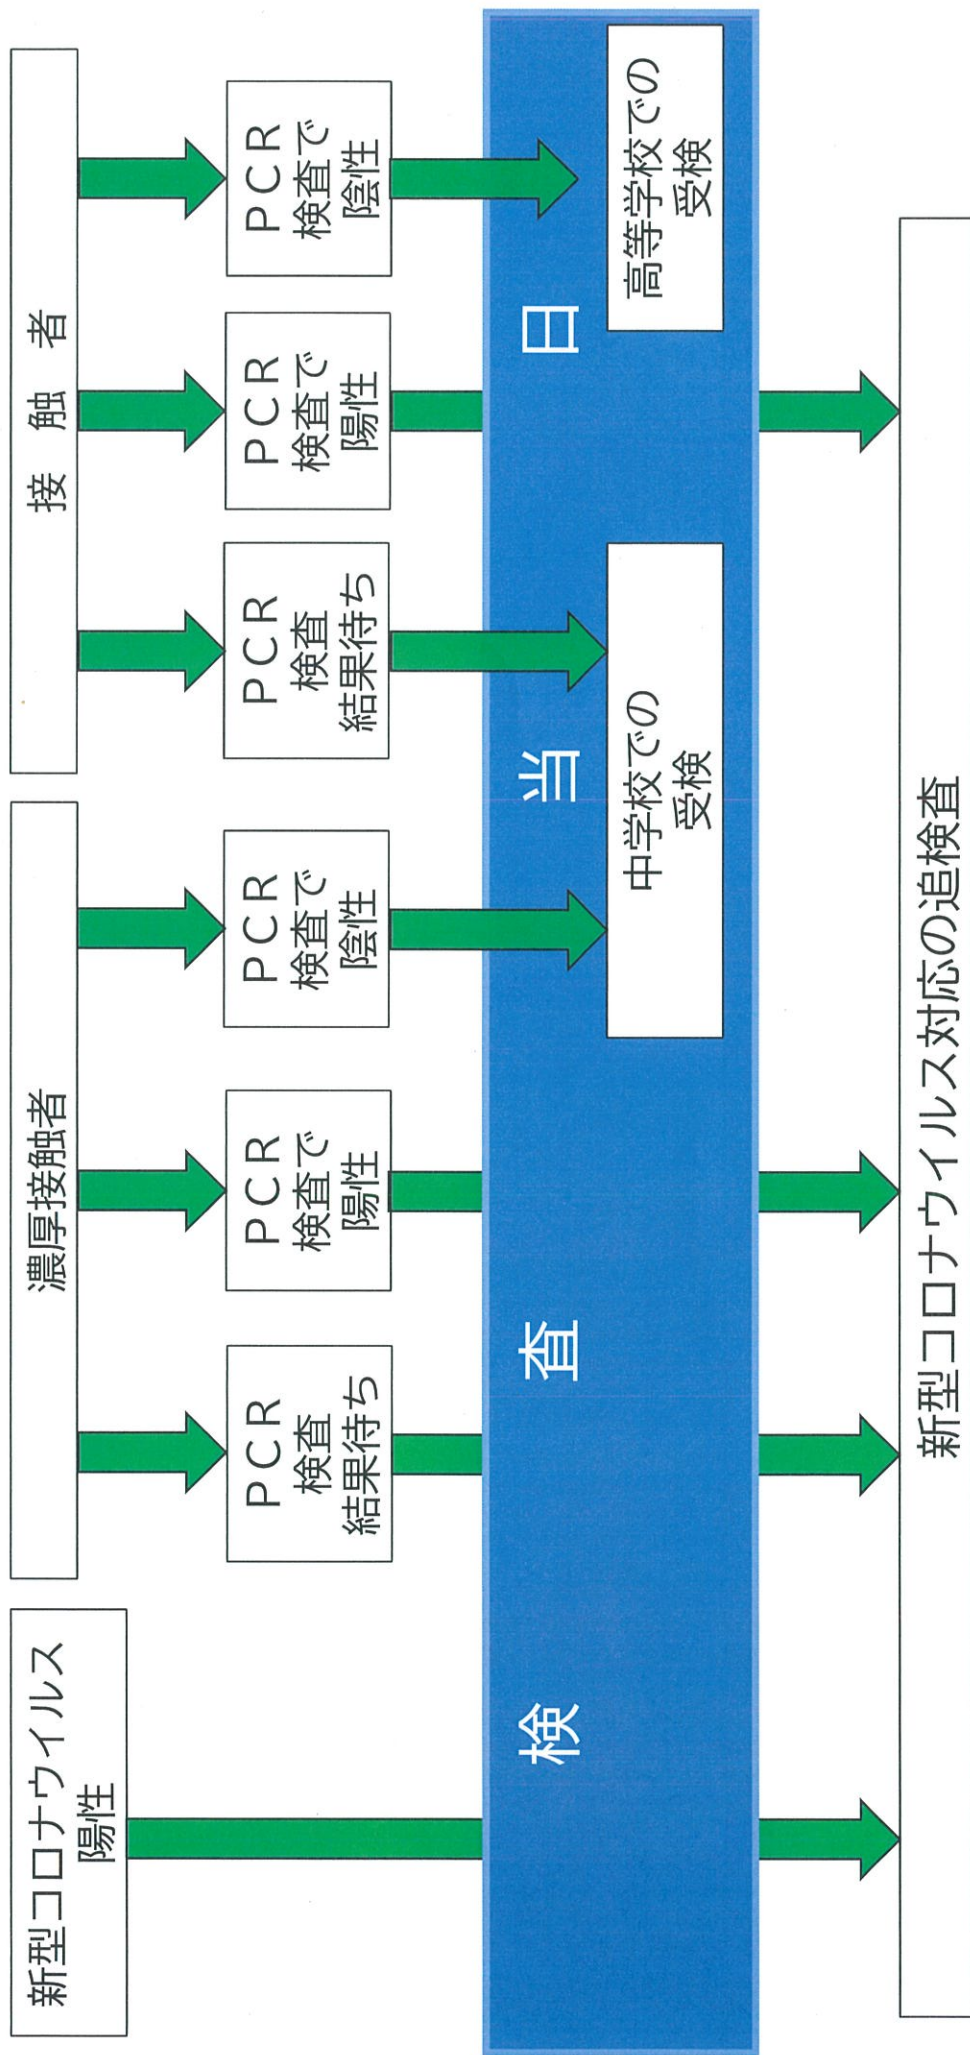 新型コロナウイルス
陽性
濃厚接触者
接触者
ＰＣＲ
検査
結果待ち
ＰＣＲ
検査で
陽性
ＰＣＲ
検査で
陰性
ＰＣＲ
検査
結果待ち
ＰＣＲ
検査で
陽性
ＰＣＲ
検査で
陰性
検査当日
中学校での
受検
高等学校での
受検
新型コロナウイルス対応の追検査